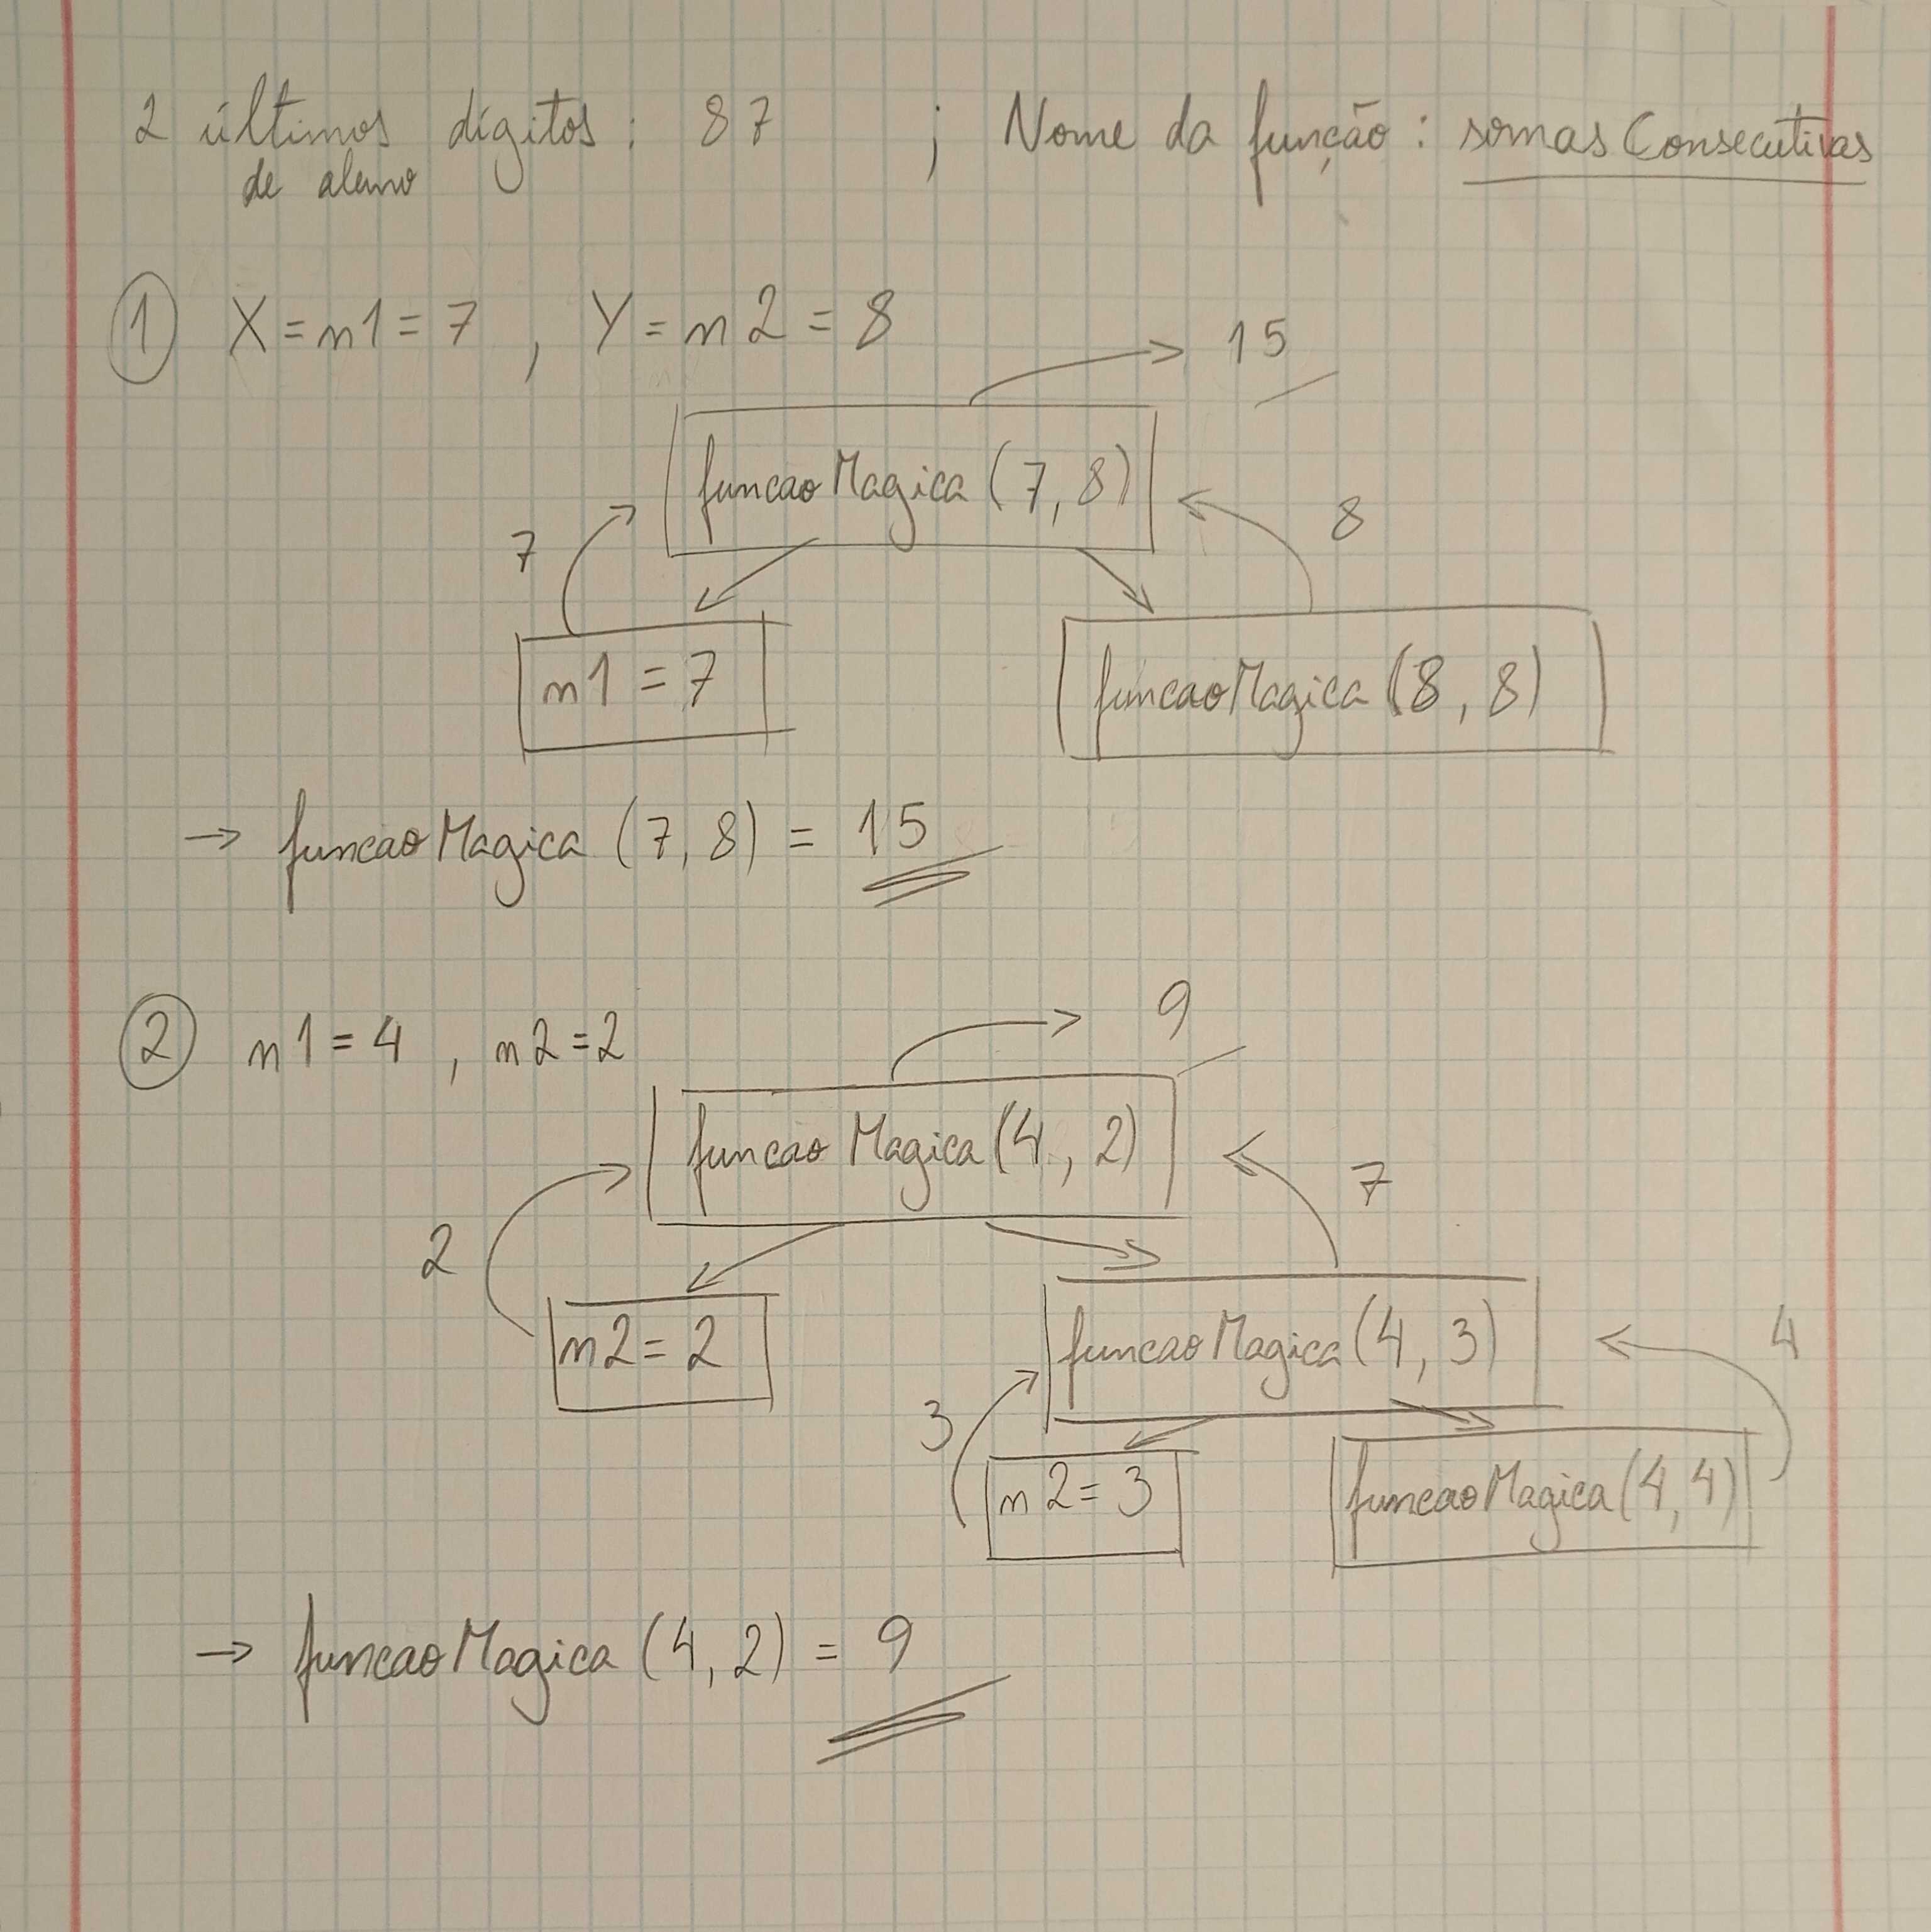 2 últimos dígitos : 87 ; Nome da função : somas Consecutivas
de aluno
1 X = n1 = 7 , Y = n2 = 8
15
funcaoMagica (7, 8)
7
8
n1 = 7
funcaoMagica (8, 8)
→ funcaoMagica (7, 8) = 15
9
2 n1 = 4 , n2 = 2
funcaoMagica (4, 2)
7
2
n2 = 2
funcaoMagica (4, 3)
4
3
n2 = 3
funcaoMagica (4, 4)
→ funcaoMagica (4, 2) = 9